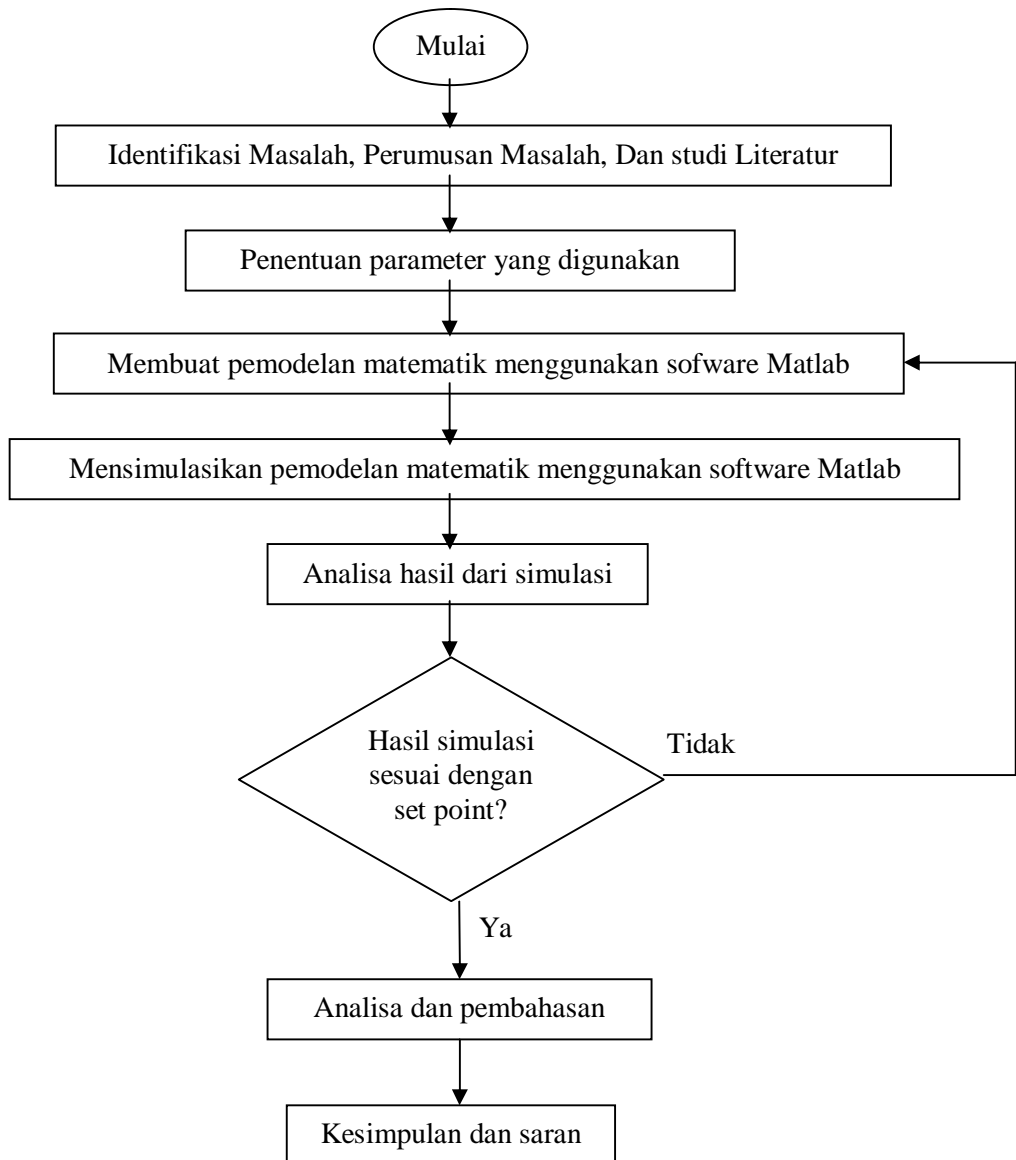 Mulai
Identifikasi Masalah, Perumusan Masalah, Dan studi Literatur
Penentuan parameter yang digunakan
Membuat pemodelan matematik menggunakan sofware Matlab
Mensimulasikan pemodelan matematik menggunakan software Matlab
Analisa hasil dari simulasi
Hasil simulasi
sesuai dengan
set point?
Tidak
Ya
Analisa dan pembahasan
Kesimpulan dan saran